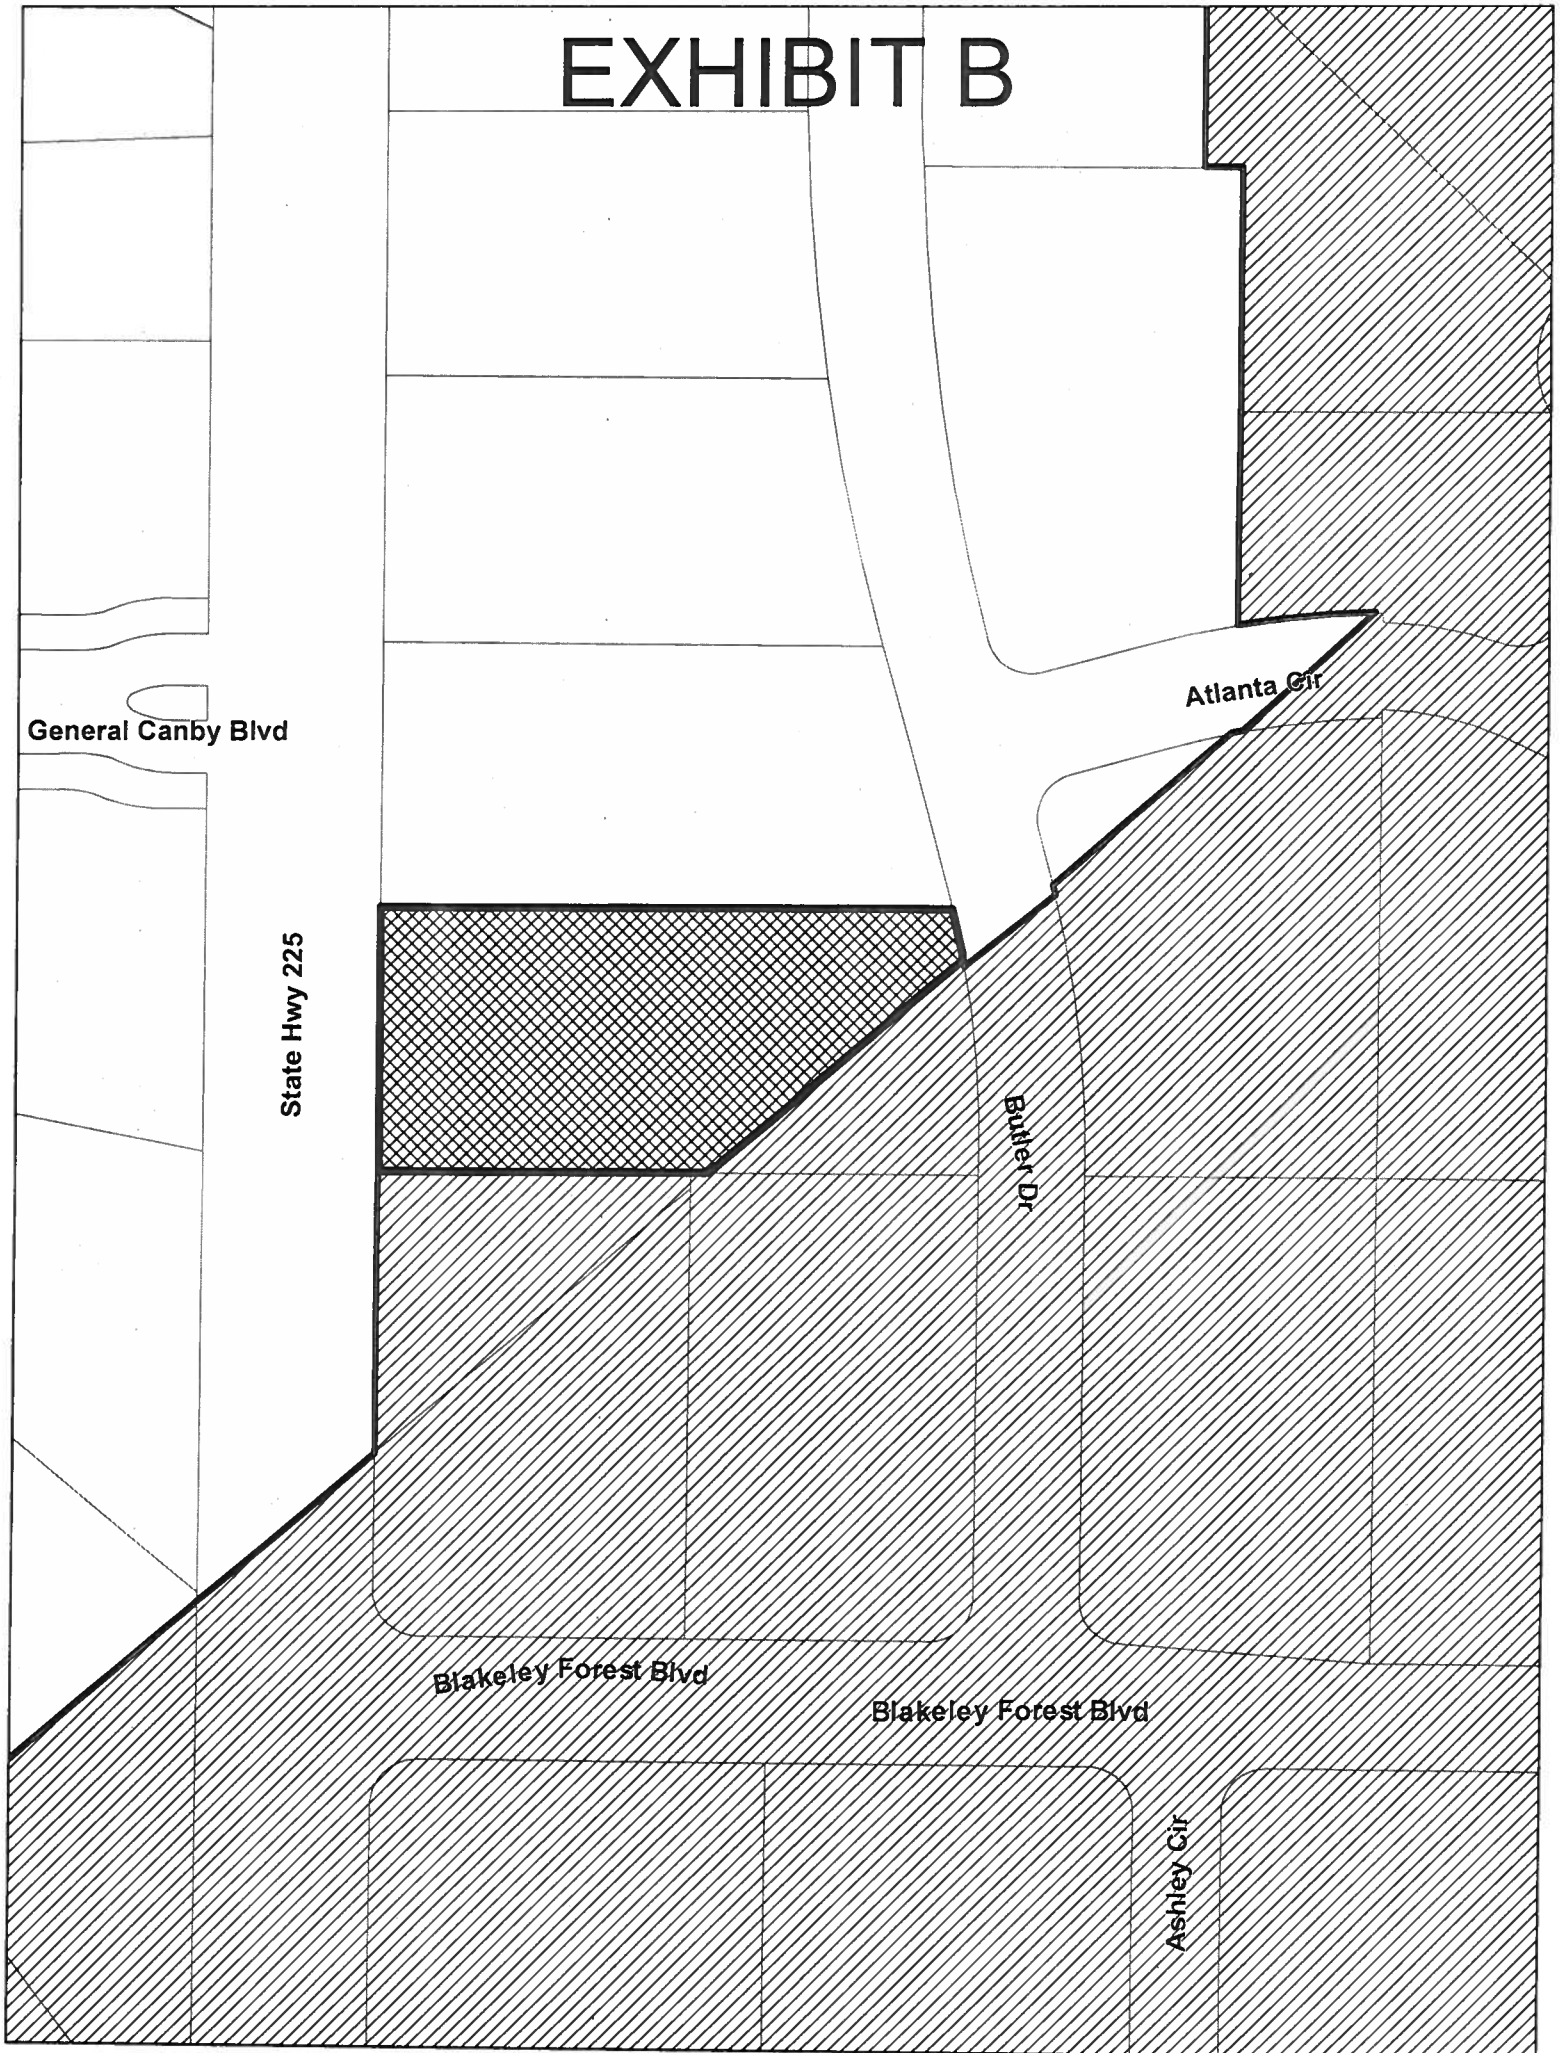 EXHIBIT B
Atlanta Cir
General Canby Blvd
State Hwy 225
Butler Dr
Blakeley Forest Blvd
Blakeley Forest Blvd
Ashley Cir